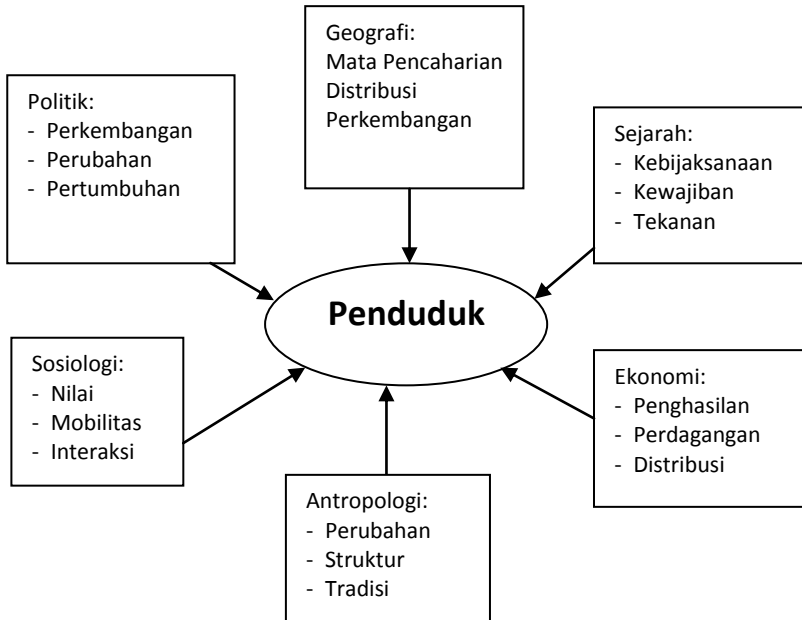 Geografi:
Mata Pencaharian
Distribusi
Perkembangan
Politik:
- Perkembangan
- Perubahan
- Pertumbuhan
Sejarah:
- Kebijaksanaan
- Kewajiban
- Tekanan
Penduduk
Sosiologi:
- Nilai
- Mobilitas
- Interaksi
Ekonomi:
- Penghasilan
- Perdagangan
- Distribusi
Antropologi:
- Perubahan
- Struktur
- Tradisi